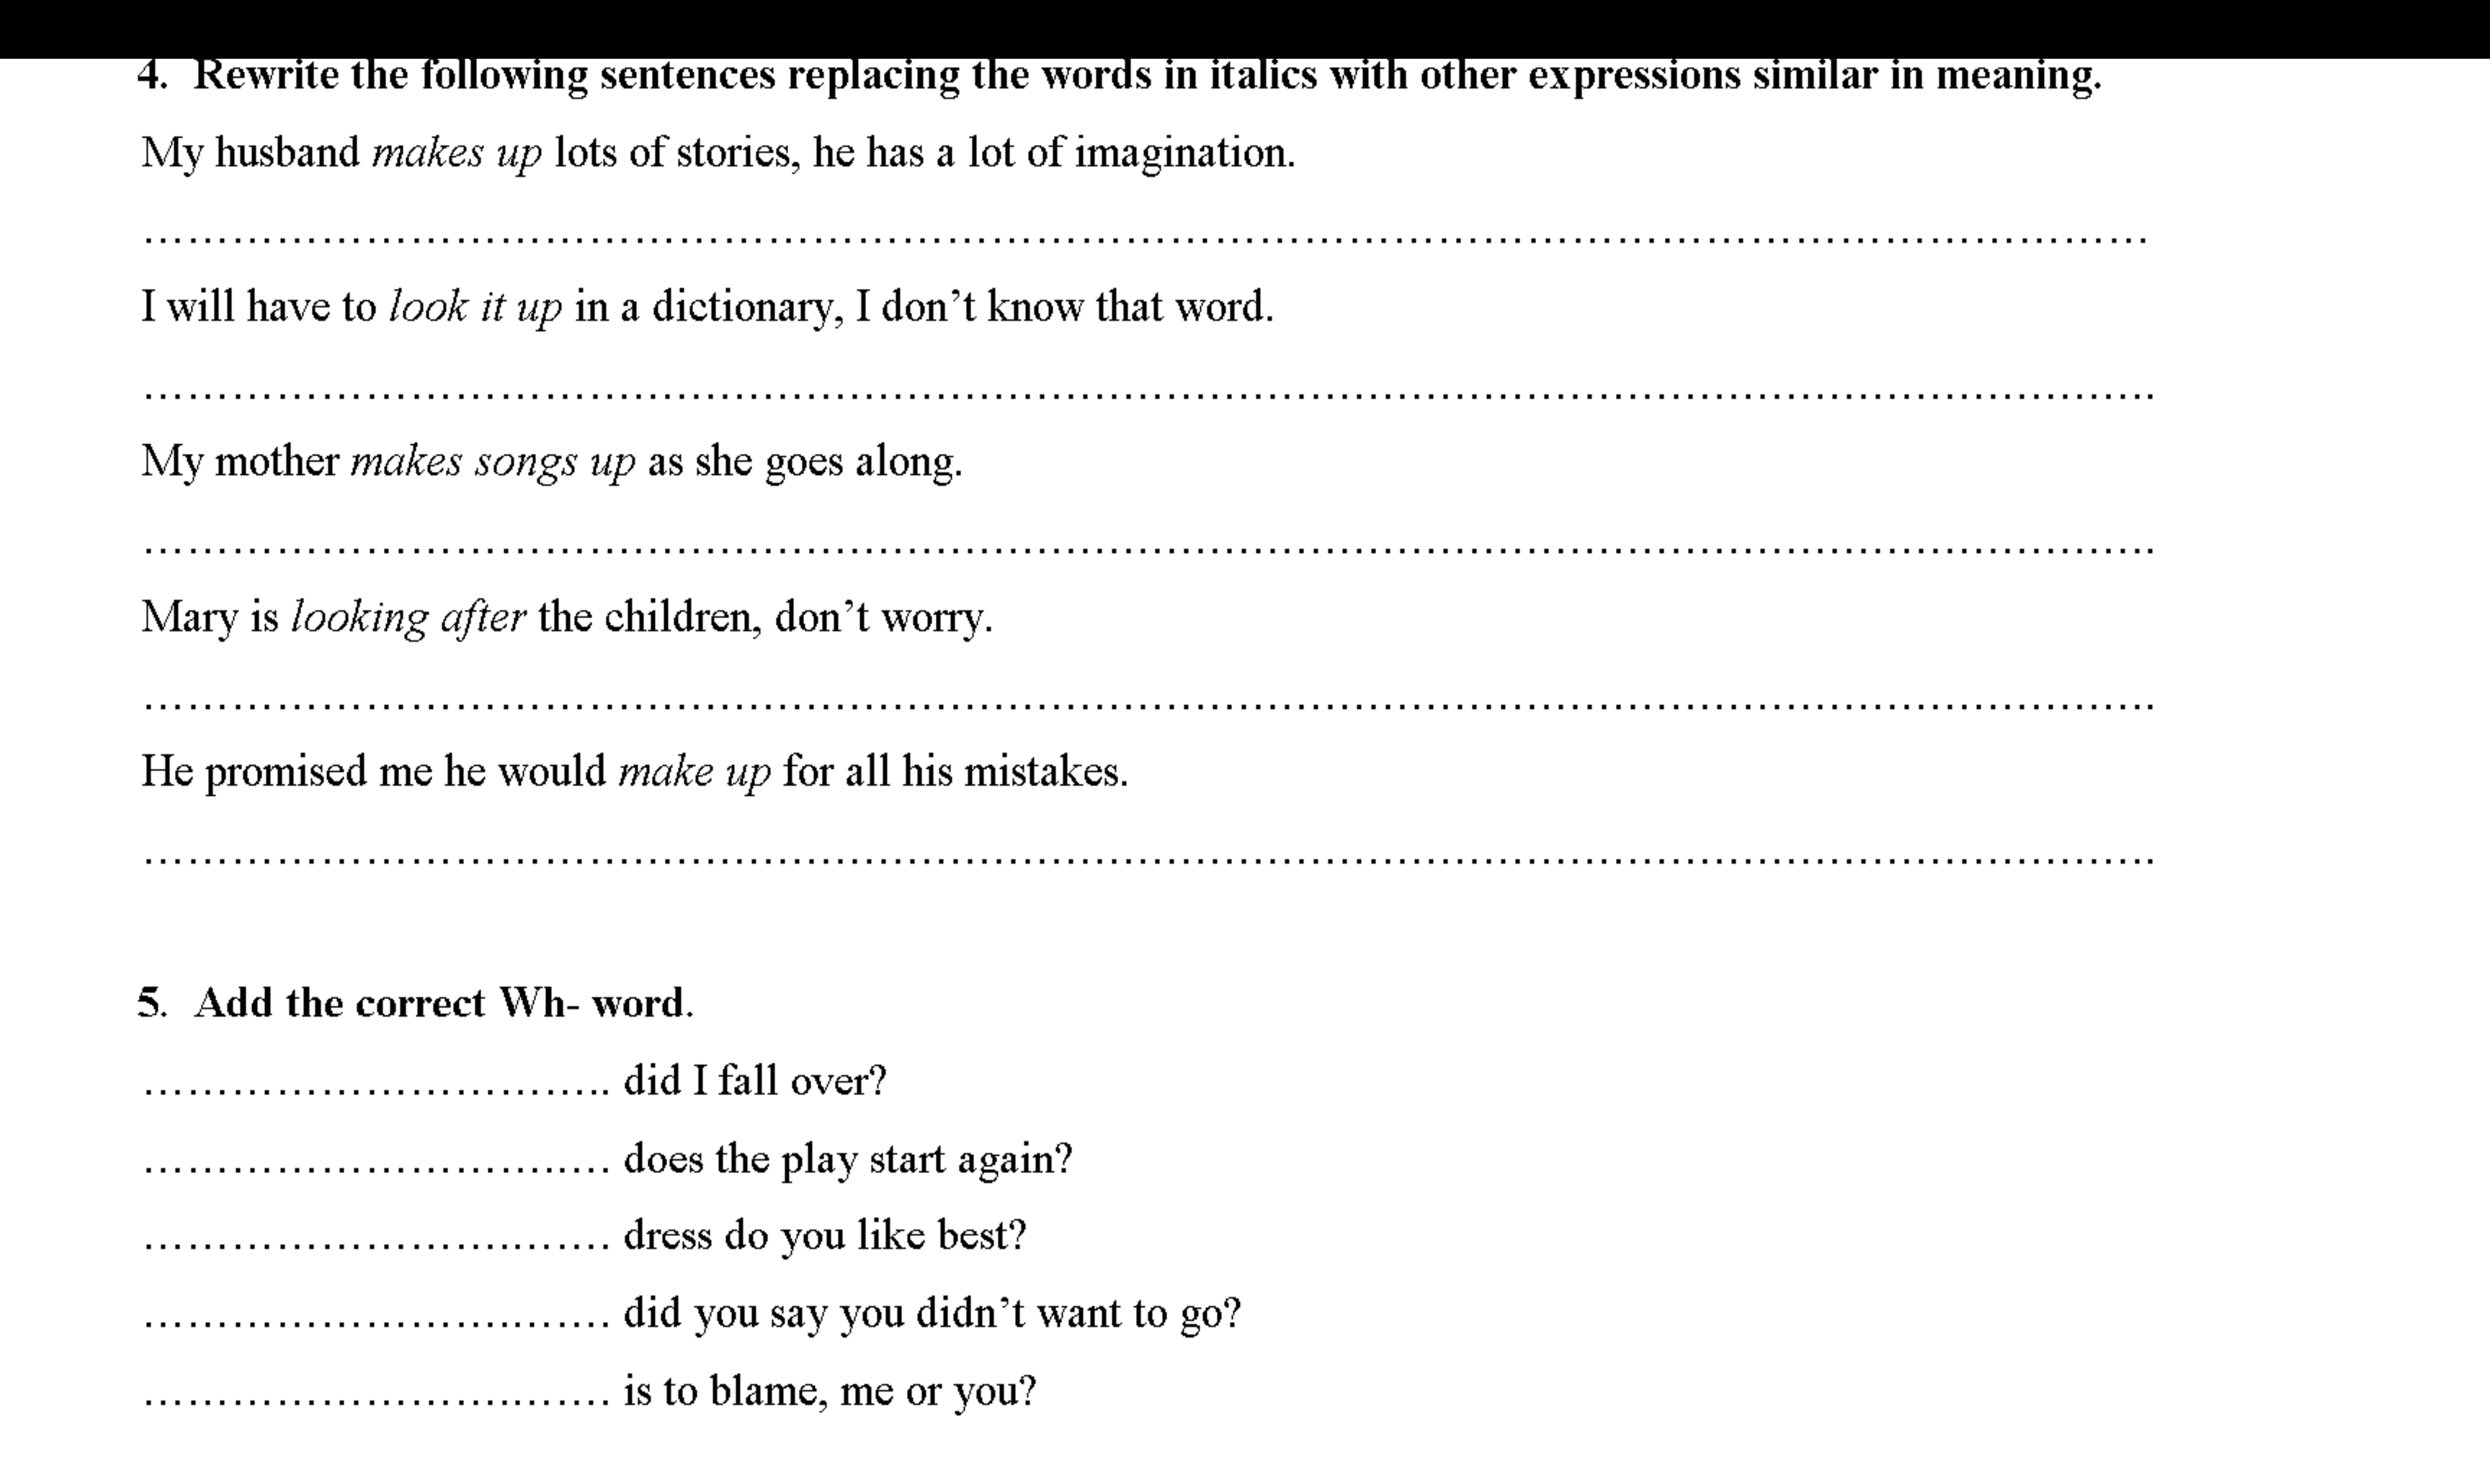 4. Rewrite the following sentences replacing the words in italics with other expressions similar in meaning.
My husband makes up lots of stories, he has a lot of imagination.
……………………………………………………………………………………………………………………
I will have to look it up in a dictionary, I don’t know that word.
…………………………………………………………………………………………………………………….
My mother makes songs up as she goes along.
…………………………………………………………………………………………………………………….
Mary is looking after the children, don’t worry.
…………………………………………………………………………………………………………………….
He promised me he would make up for all his mistakes.
…………………………………………………………………………………………………………………….
5. Add the correct Wh- word.
………………………….. did I fall over?
…………………………… does the play start again?
…………………………… dress do you like best?
…………………………… did you say you didn’t want to go?
…………………………… is to blame, me or you?